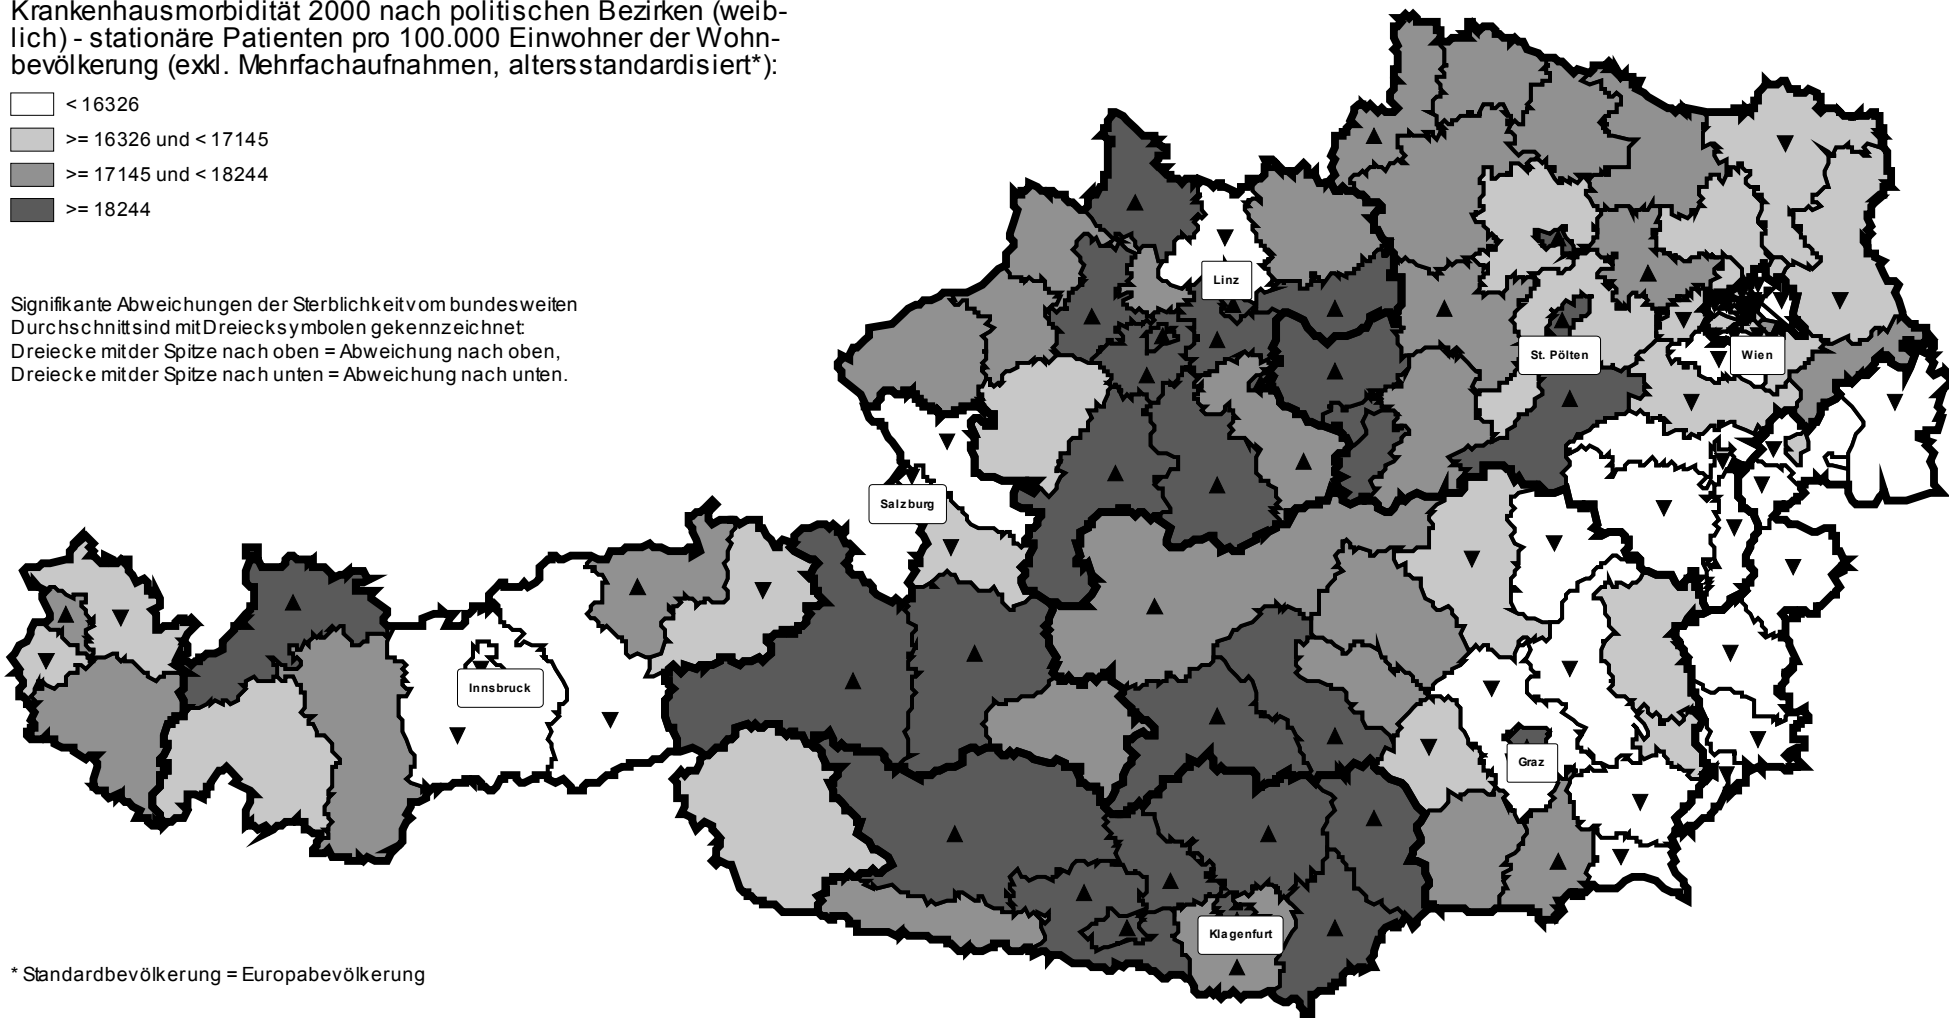 Krankenhausmorbidität 2000 nach politischen Bezirken (weib-
lich) - stationäre Patienten pro 100.000 Einwohner der Wohn-
bevölkerung (exkl. Mehrfachaufnahmen, altersstandardisiert*):
< 16326
>= 16326 und < 17145
>= 17145 und < 18244
>= 18244
Signifikante Abweichungen der Sterblichkeit vom bundesweiten
Durchschnitt sind mit Dreiecksymbolen gekennzeichnet:
Dreiecke mit der Spitze nach oben = Abweichung nach oben,
Dreiecke mit der Spitze nach unten = Abweichung nach unten.
Linz
St. Pölten
Wien
Salzburg
Innsbruck
Graz
Klagenfurt
* Standardbevölkerung = Europabevölkerung